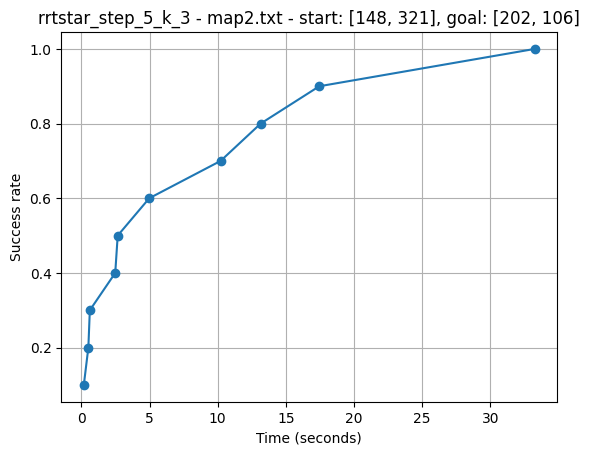 rrtstar_step_5_k_3 - map2.txt - start: [148, 321], goal: [202, 106]
1.0
0.8
0.6
0.4
0.2
Success rate
0 5 10 15 20 25 30
Time (seconds)